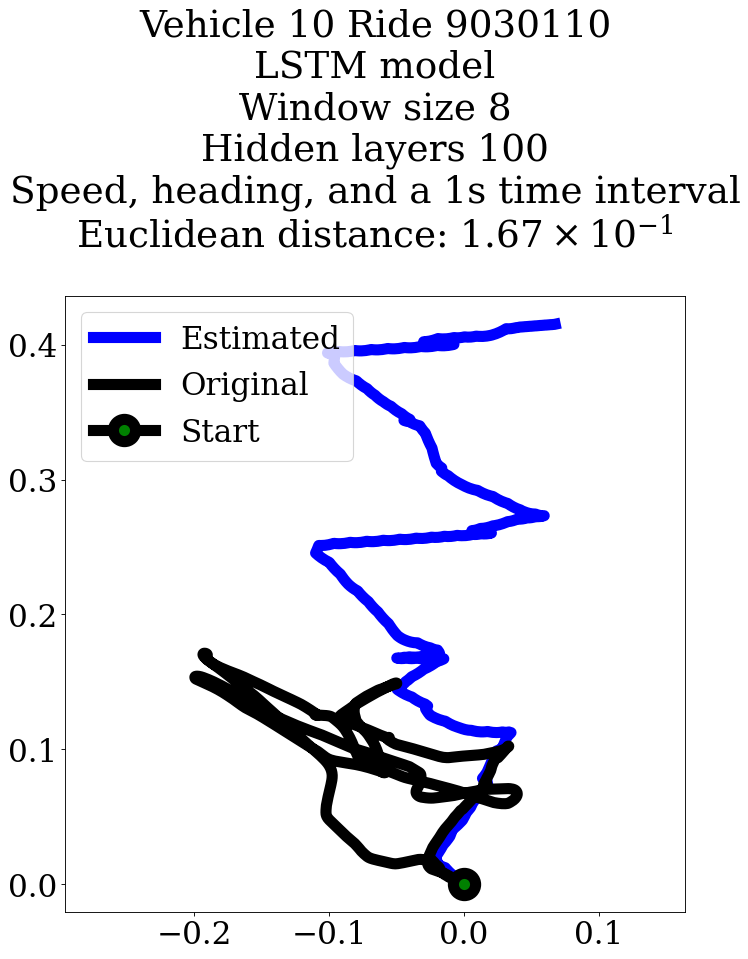 Vehicle 10 Ride 9030110
LSTM model
Window size 8
Hidden layers 100
Speed, heading, and a 1s time interval
Euclidean distance: 1.67 × 10⁻¹
Estimated
Original
Start
0.4
0.3
0.2
0.1
0.0
−0.2 −0.1 0.0 0.1